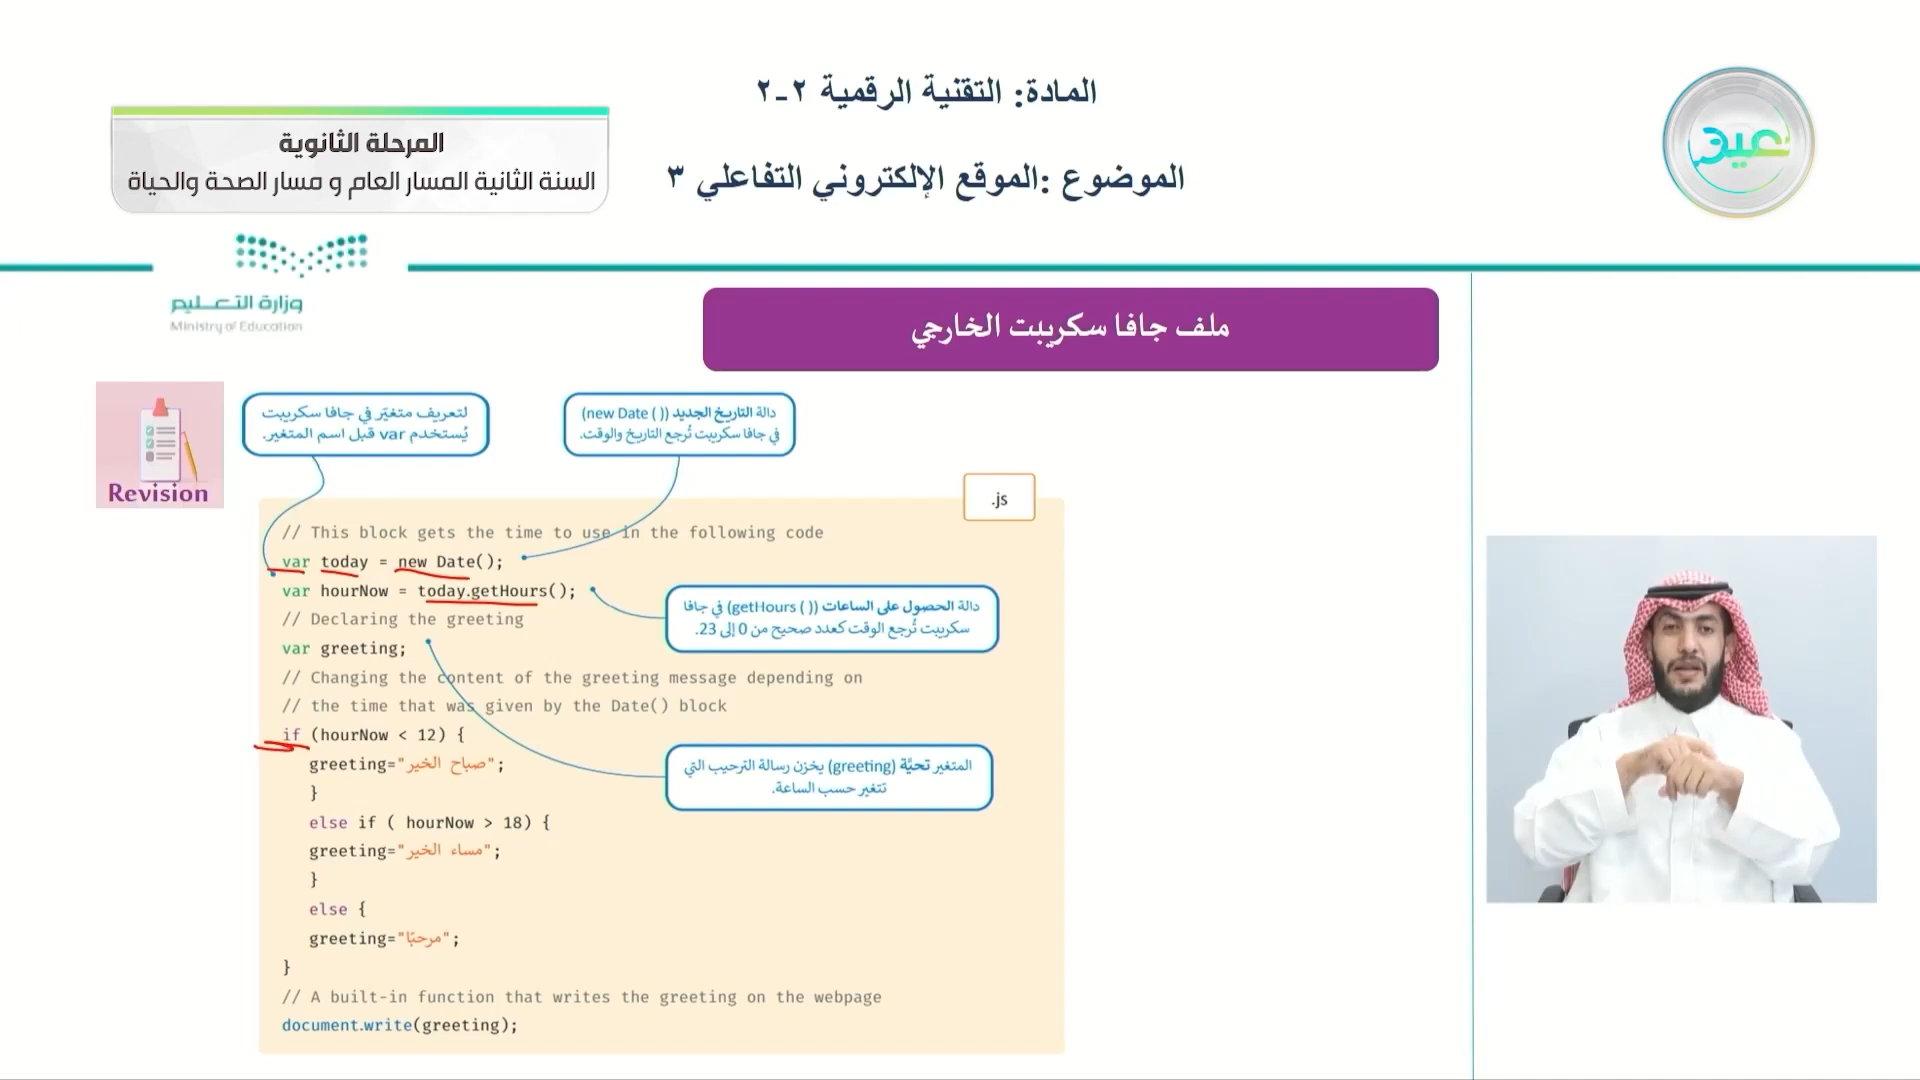 المادة: التقنية الرقمية ٢-٢
الموضوع :الموقع الإلكتروني التفاعلي ٣
المرحلة الثانوية
السنة الثانية المسار العام و مسار الصحة والحياة
عين
وزارة التعليم
Ministry of Education
ملف جافا سكريبت الخارجي
Revision
لتعريف متغيّر في جافا سكريبت
يُستخدم var قبل اسم المتغير.
دالة التاريخ الجديد (new Date ( ))
في جافا سكريبت تُرجع التاريخ والوقت.
.js
// This block gets the time to use in the following code
var today = new Date();
var hourNow = today.getHours();
دالة الحصول على الساعات (getHours ( )) في جافا
سكريبت تُرجع الوقت كعدد صحيح من 0 إلى 23.
// Declaring the greeting
var greeting;
// Changing the content of the greeting message depending on
// the time that was given by the Date() block
if (hourNow < 12) {
greeting="صباح الخير";
المتغير تحيَّة (greeting) يخزن رسالة الترحيب التي
تتغير حسب الساعة.
}
else if ( hourNow > 18) {
greeting="مساء الخير";
}
else {
greeting="مرحبًا";
}
// A built-in function that writes the greeting on the webpage
document.write(greeting);